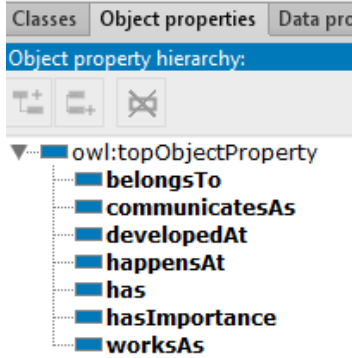 Classes Object properties Data pro
Object property hierarchy:
owl:topObjectProperty
belongsTo
communicatesAs
developedAt
happensAt
has
hasImportance
worksAs